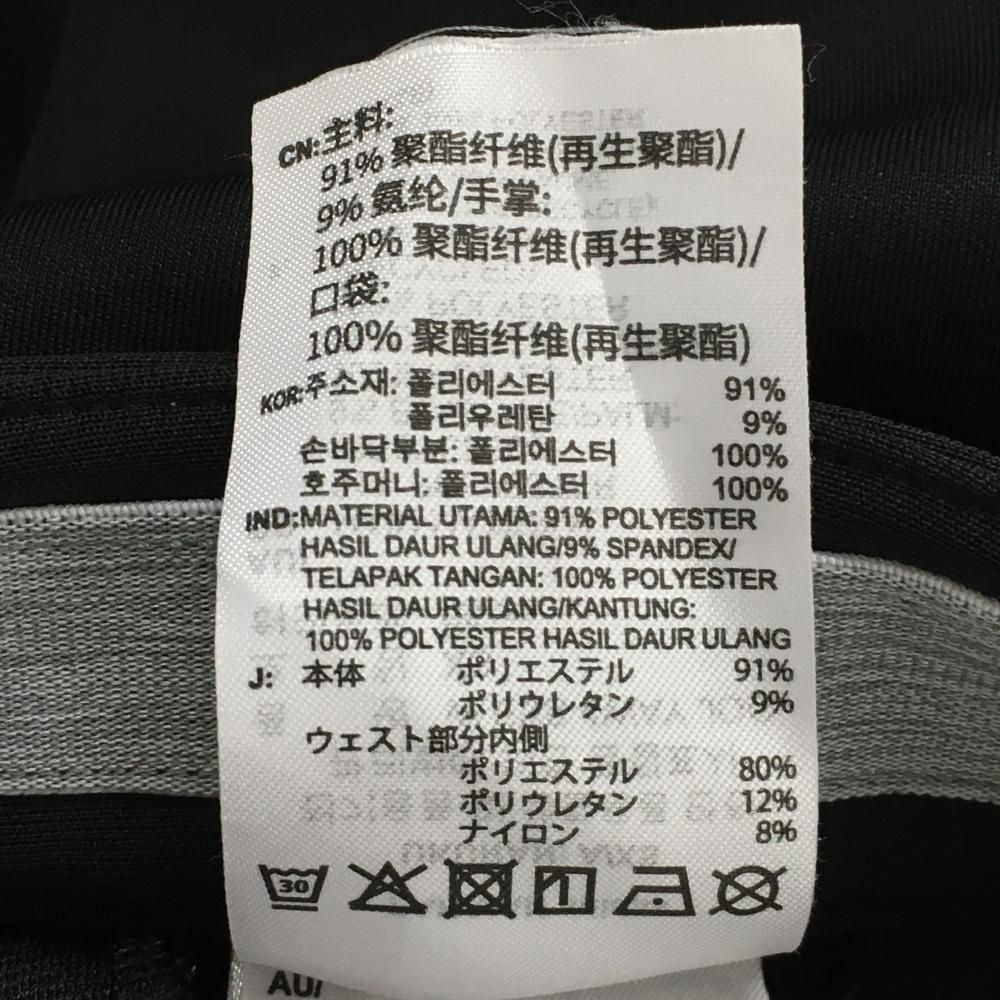 CN:主料:
91% 聚酯纤维(再生聚酯)/
9% 氨纶/手掌:
100% 聚酯纤维(再生聚酯)/
口袋:
100% 聚酯纤维(再生聚酯)
KOR:주소재: 폴리에스터 91%
폴리우레탄 9%
손바닥부분: 폴리에스터 100%
호주머니: 폴리에스터 100%
IND:MATERIAL UTAMA: 91% POLYESTER
HASIL DAUR ULANG/9% SPANDEX/
TELAPAK TANGAN: 100% POLYESTER
HASIL DAUR ULANG/KANTUNG:
100% POLYESTER HASIL DAUR ULANG
J: 本体 ポリエステル 91%
ポリウレタン 9%
ウェスト部分内側
ポリエステル 80%
ポリウレタン 12%
ナイロン 8%
30
AU/